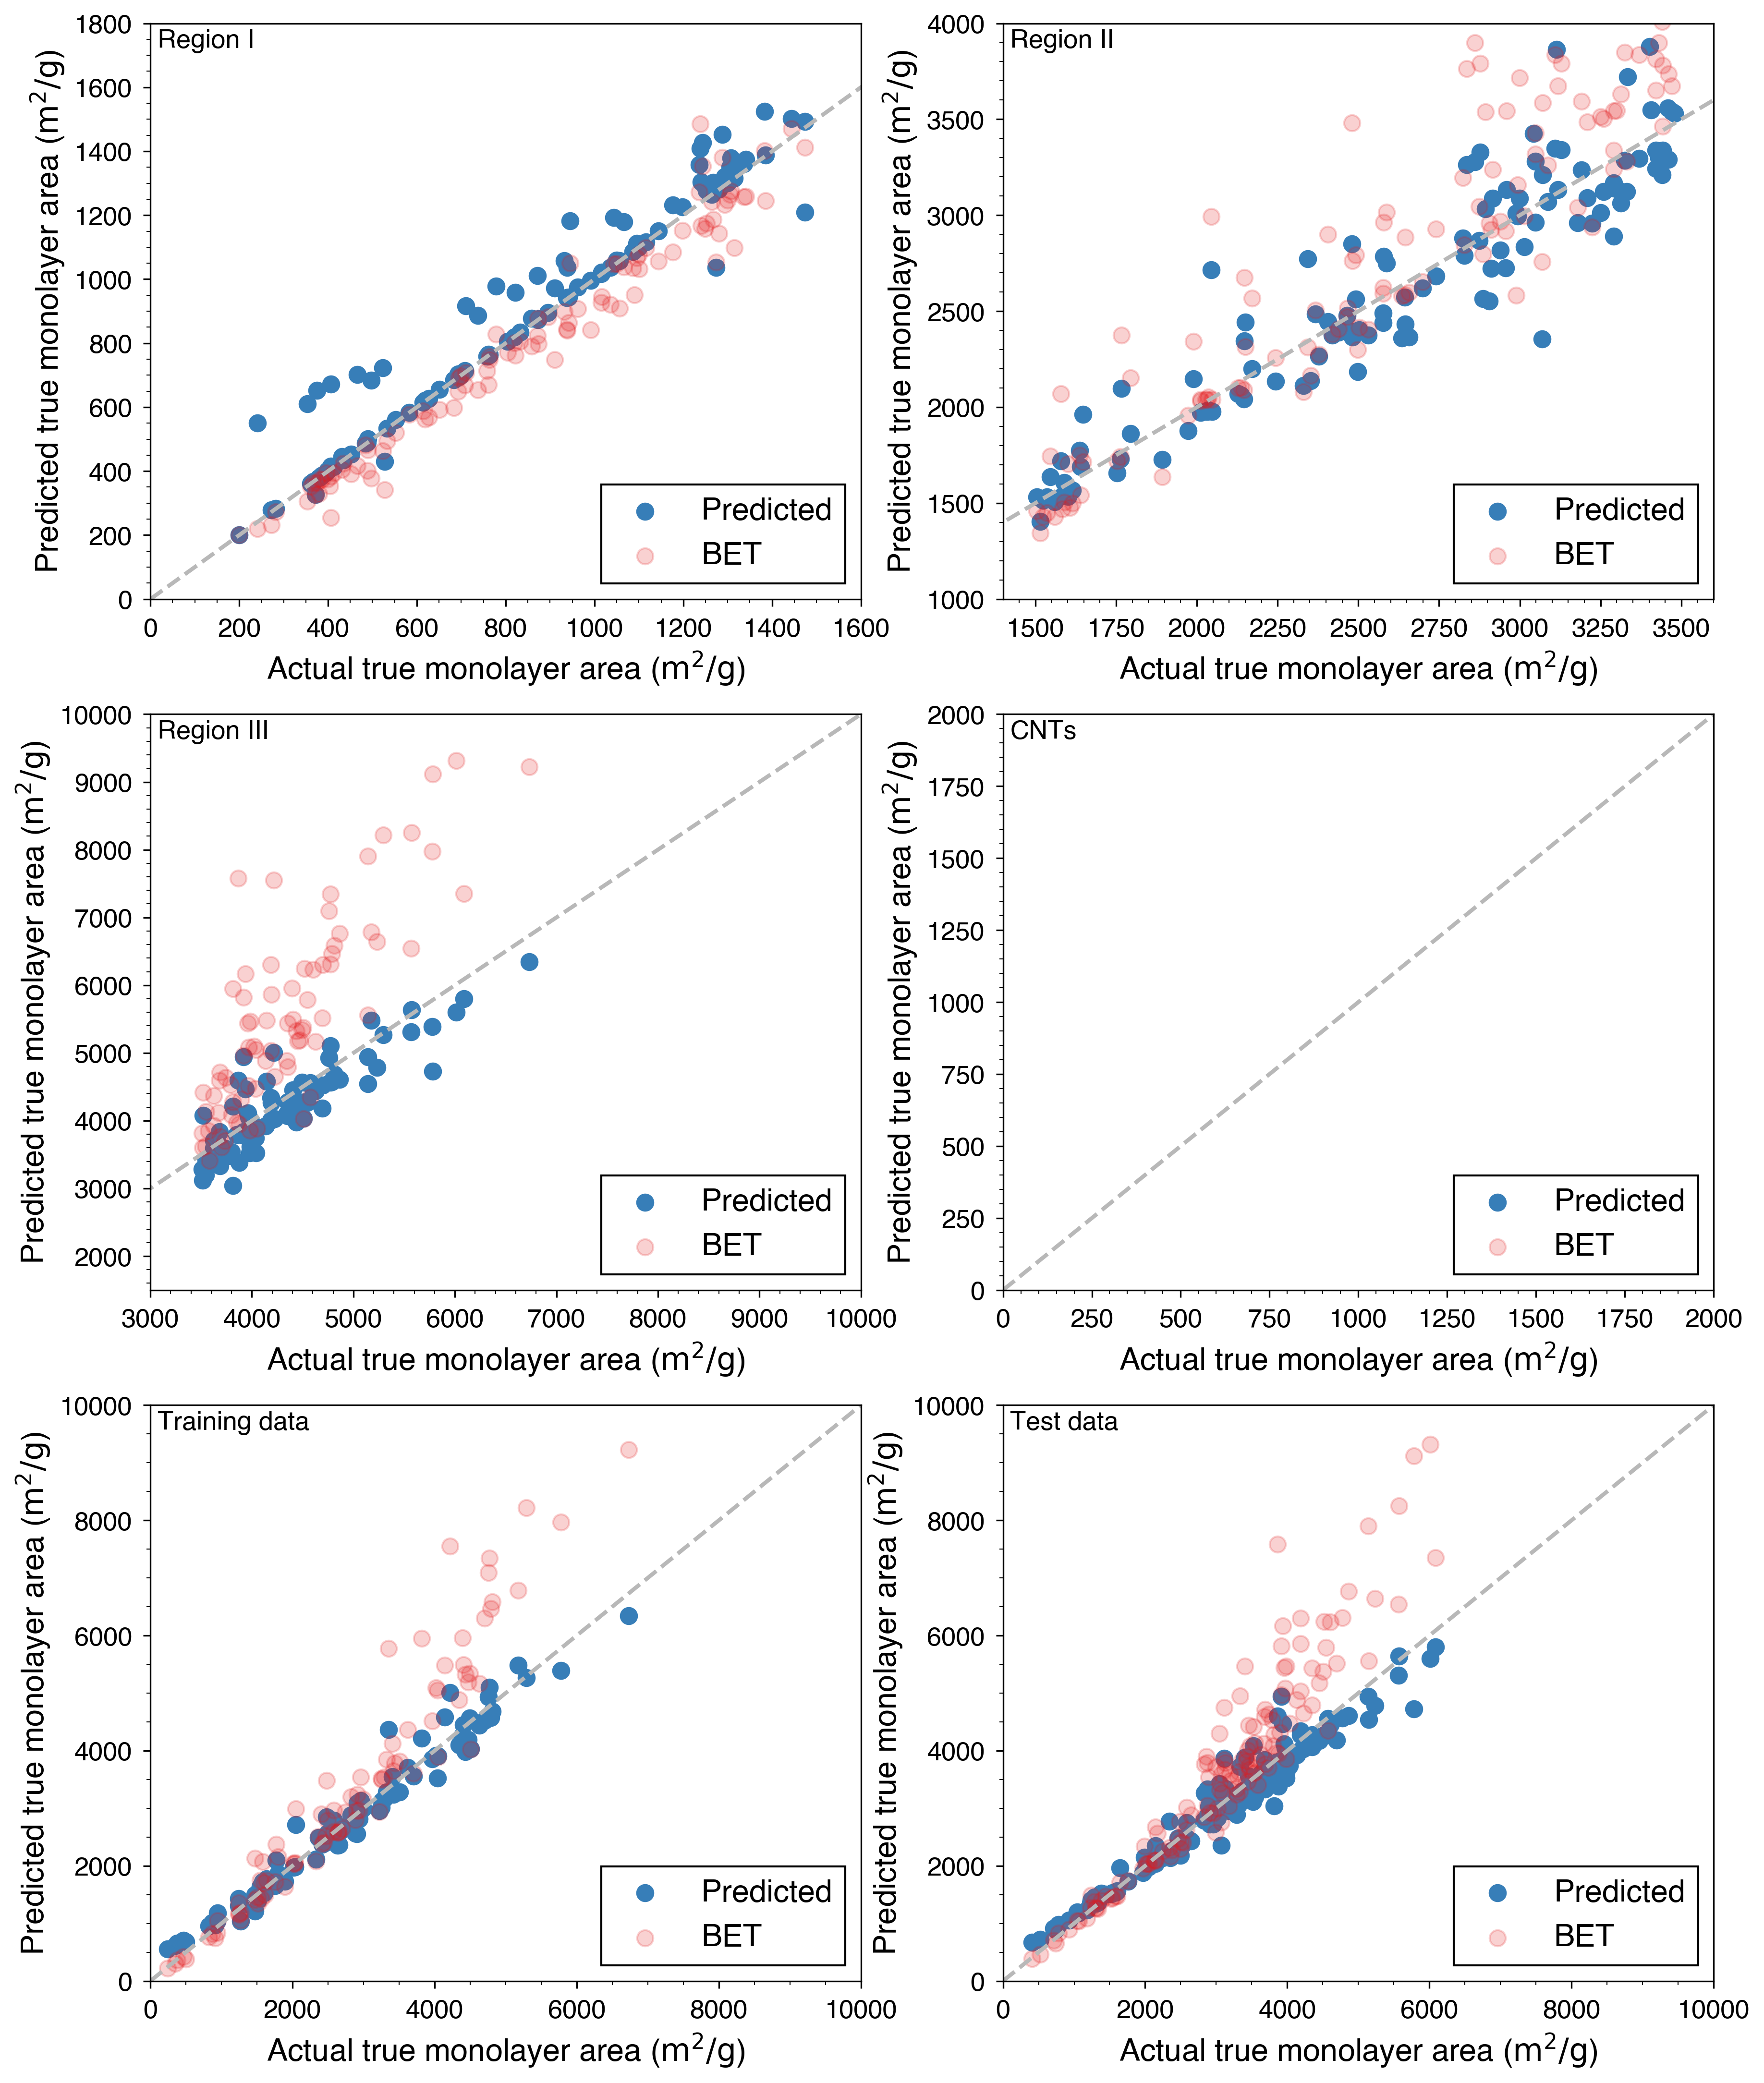 Region I
Predicted true monolayer area (m²/g)
1800
1600
1400
1200
1000
800
600
400
200
0
0 200 400 600 800 1000 1200 1400 1600
Actual true monolayer area (m²/g)
Predicted
BET
Region II
Predicted true monolayer area (m²/g)
4000
3500
3000
2500
2000
1500
1000
1500 1750 2000 2250 2500 2750 3000 3250 3500
Actual true monolayer area (m²/g)
Predicted
BET
Region III
Predicted true monolayer area (m²/g)
10000
9000
8000
7000
6000
5000
4000
3000
2000
3000 4000 5000 6000 7000 8000 9000 10000
Actual true monolayer area (m²/g)
Predicted
BET
CNTs
Predicted true monolayer area (m²/g)
2000
1750
1500
1250
1000
750
500
250
0
0 250 500 750 1000 1250 1500 1750 2000
Actual true monolayer area (m²/g)
Predicted
BET
Training data
Predicted true monolayer area (m²/g)
10000
8000
6000
4000
2000
0
0 2000 4000 6000 8000 10000
Actual true monolayer area (m²/g)
Predicted
BET
Test data
Predicted true monolayer area (m²/g)
10000
8000
6000
4000
2000
0
0 2000 4000 6000 8000 10000
Actual true monolayer area (m²/g)
Predicted
BET